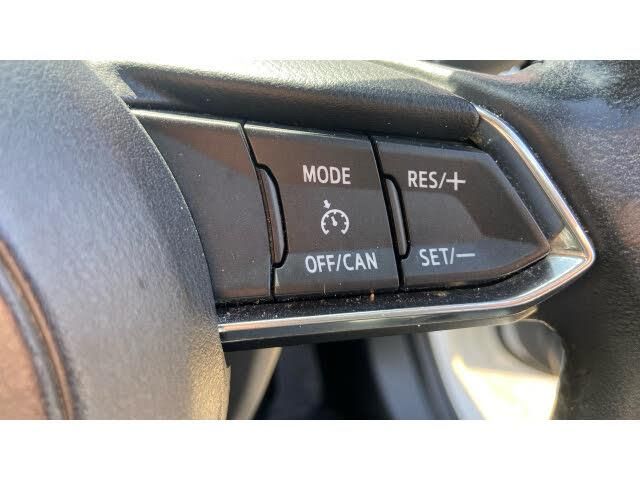 MODE
OFF/CAN
RES/+
SET/-